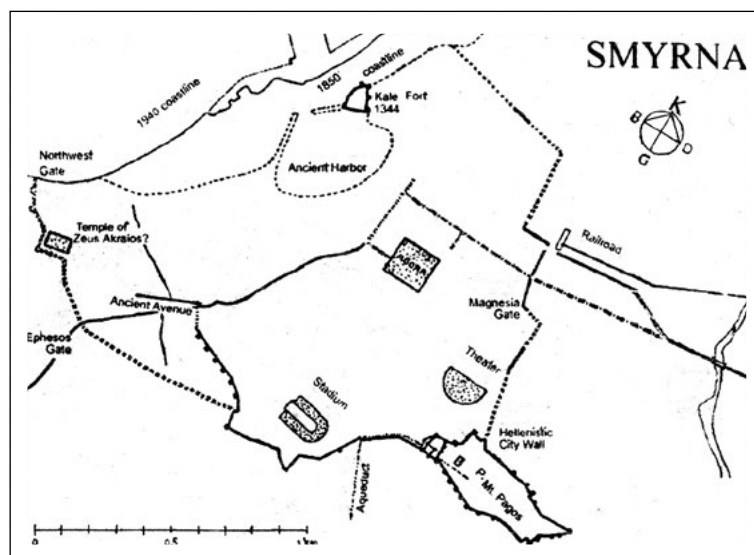 SMYRNA
1940 coastline
1850 coastline
Kale Fort
1344
K
B
D
G
Northwest
Gate
Ancient Harbor
Temple of
Zeus Akraios?
Railroad
AGORA
Ancient Avenue
Magnesia
Gate
Ephesos
Gate
Theater
Stadium
Hellenistic
City Wall
Aqueduct
Mt. Pagos
0 0.5